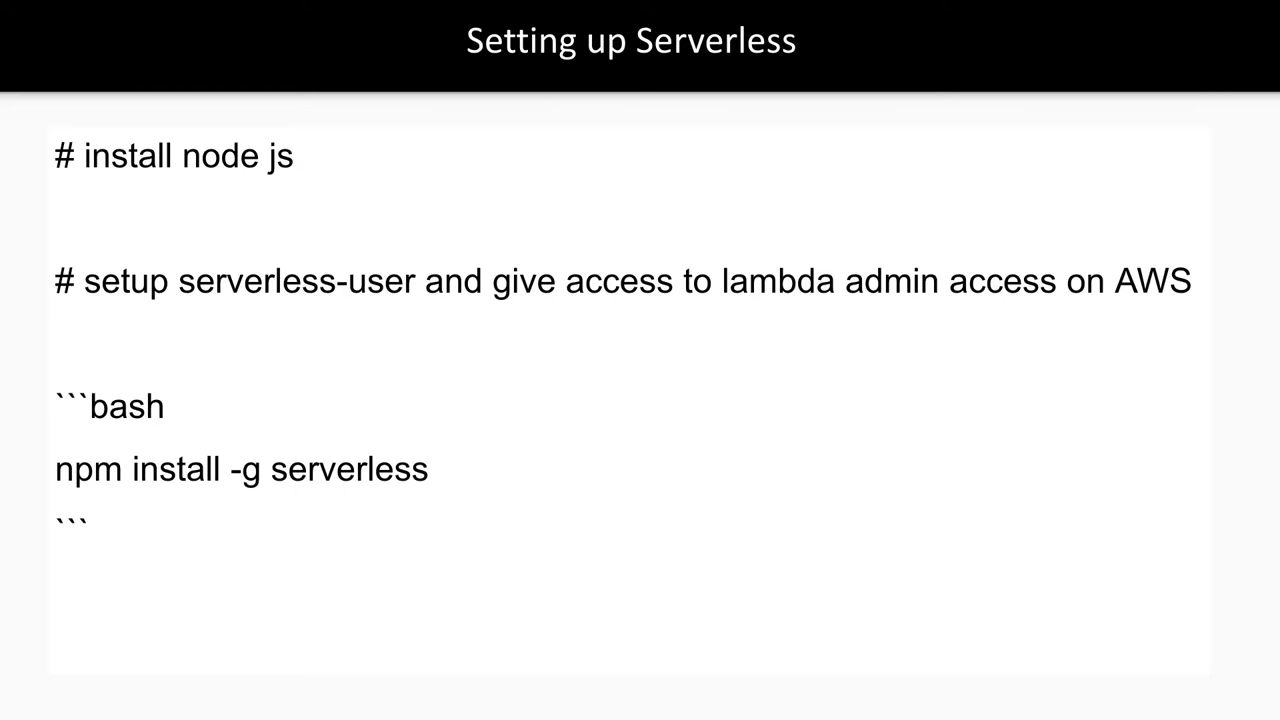 Setting up Serverless
# install node js
# setup serverless-user and give access to lambda admin access on AWS
```bash
npm install -g serverless
```